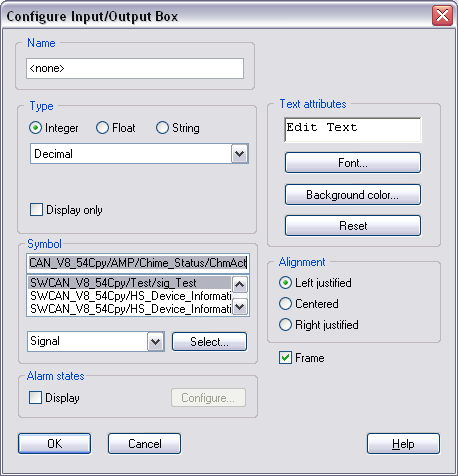 Configure Input/Output Box
Name
<none>
Type
Integer
Float
String
Decimal
Display only
Symbol
CAN_V8_54Cpy/AMP/Chime_Status/ChmAct
SWCAN_V8_54Cpy/Test/sig_Test
SWCAN_V8_54Cpy/HS_Device_Informati
SWCAN_V8_54Cpy/HS_Device_Informati
Signal
Select...
Alarm states
Display
Configure...
Text attributes
Edit Text
Font...
Background color...
Reset
Alignment
Left justified
Centered
Right justified
Frame
OK
Cancel
Help